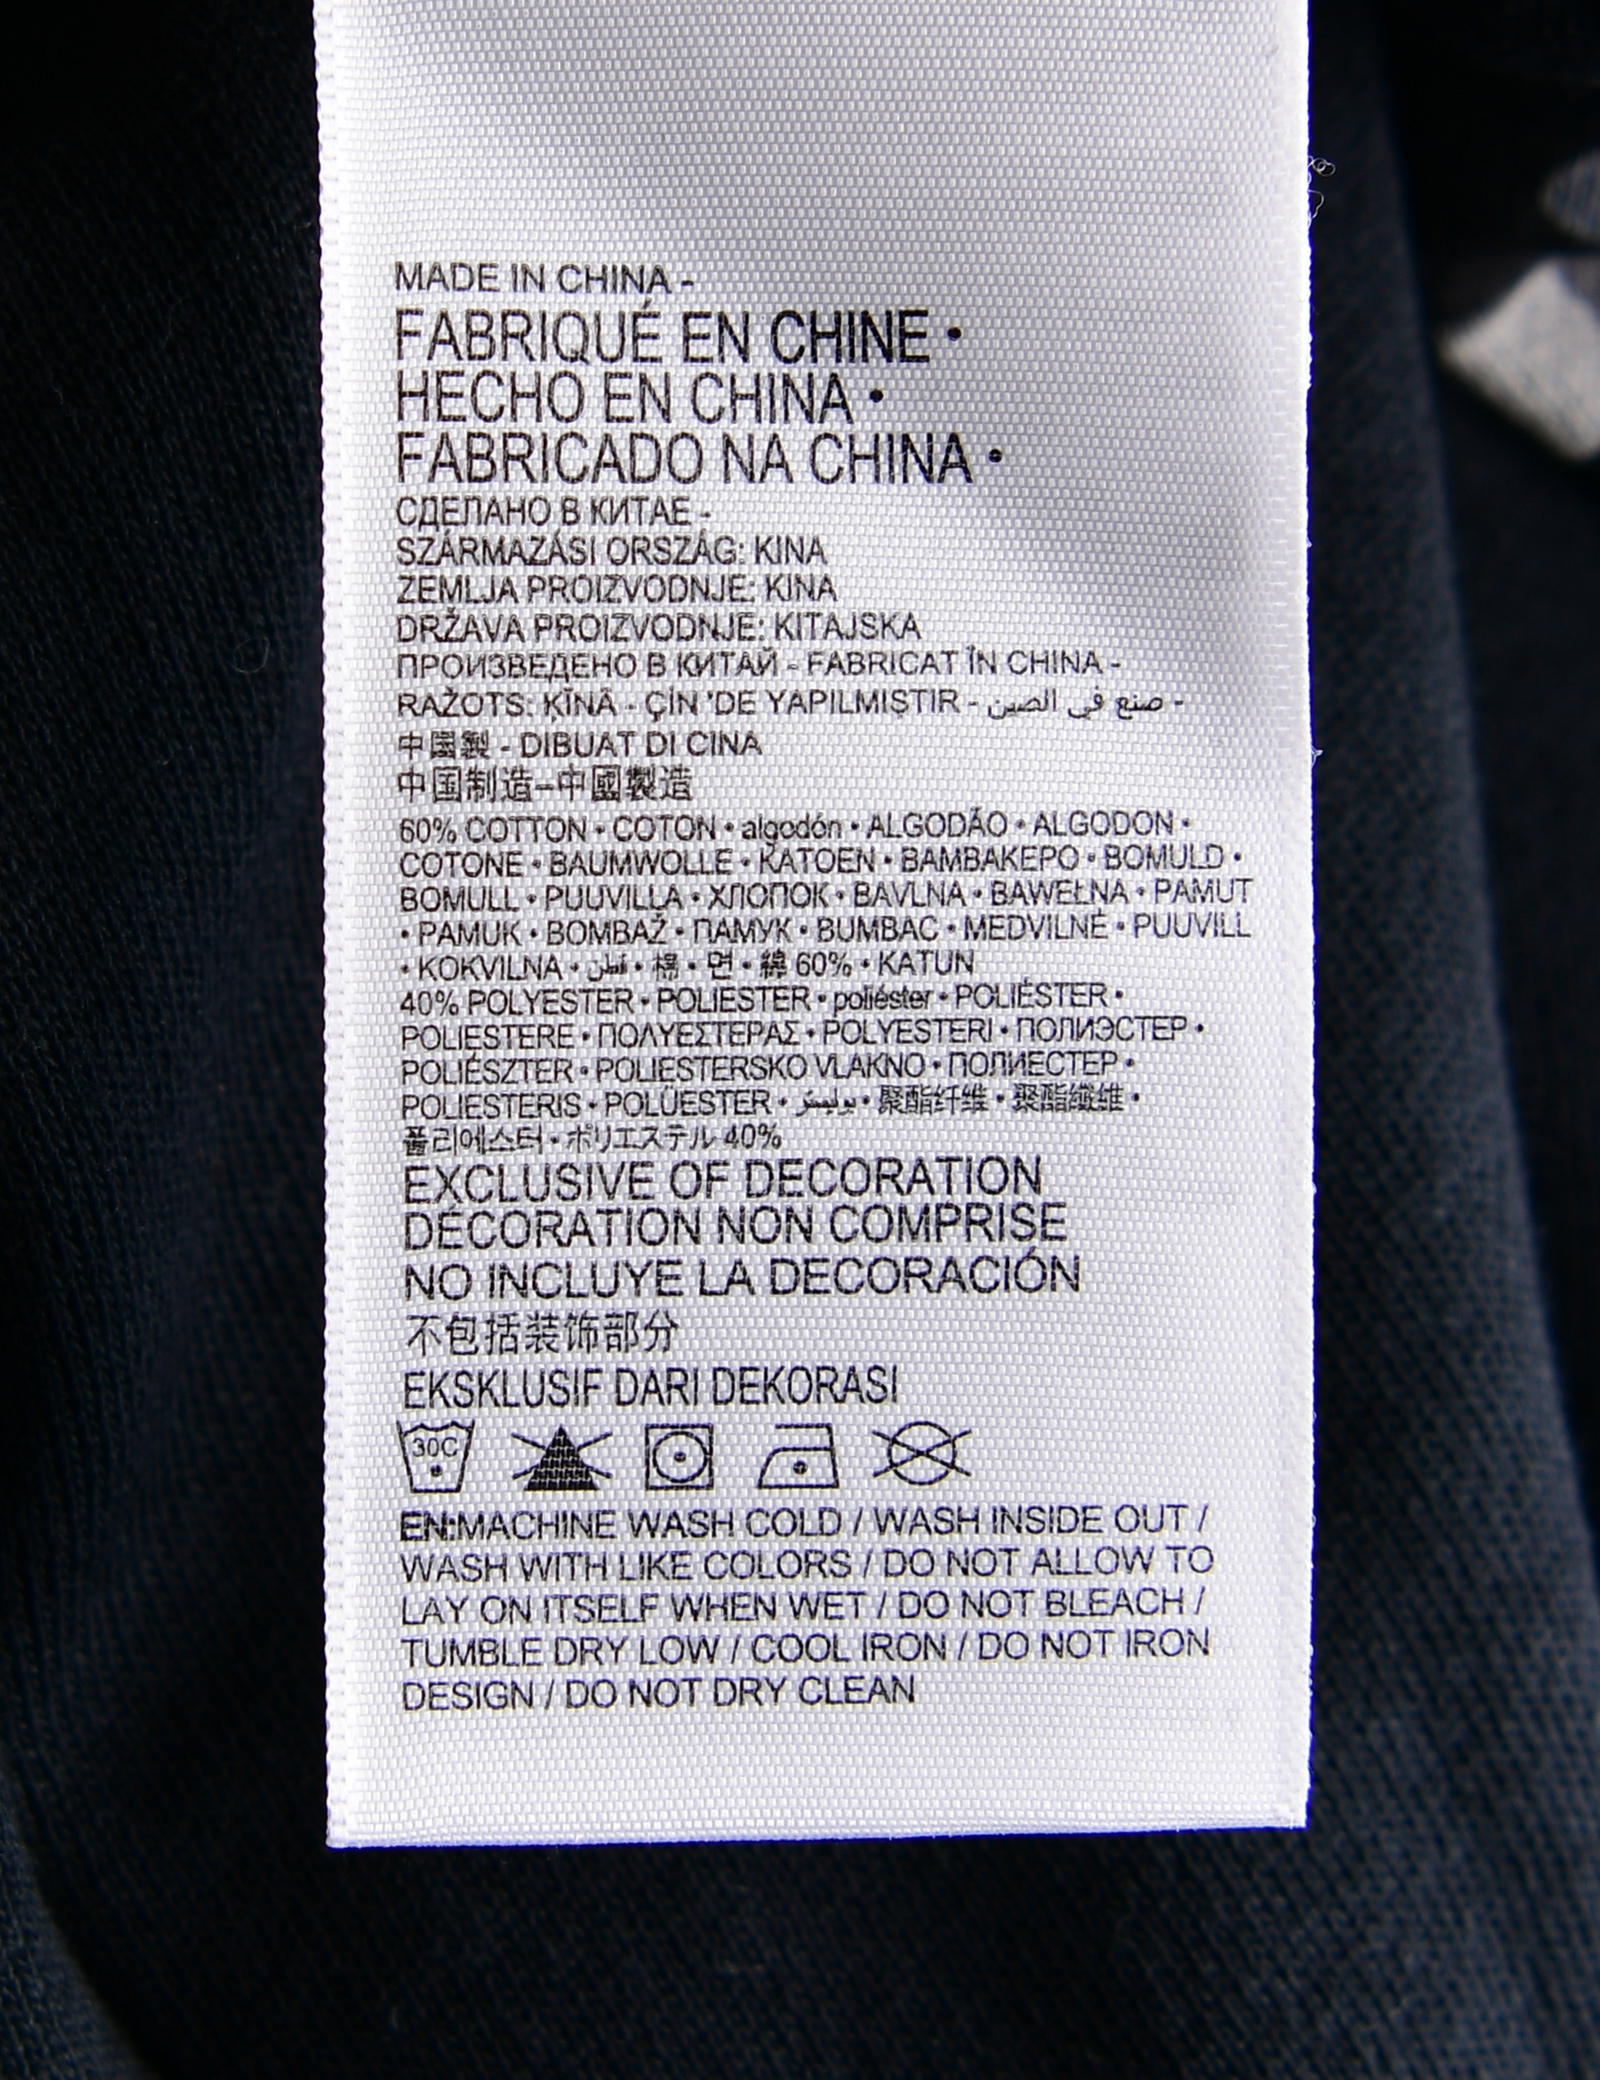 MADE IN CHINA -
FABRIQUÉ EN CHINE •
HECHO EN CHINA •
FABRICADO NA CHINA •
СДЕЛАНО В КИТАЕ -
SZÁRMAZÁSI ORSZÁG: KINA
ZEMLJA PROIZVODNJE: KINA
DRŽAVA PROIZVODNJE: KITAJSKA
ПРОИЗВЕДЕНО В КИТАЙ - FABRICAT ÎN CHINA -
RAŽOTS: ĶĪNĀ - ÇİN 'DE YAPILMIŞTIR - صنع في الصين -
中国製 - DIBUAT DI CINA
中国制造–中國製造
60% COTTON • COTON • algodón • ALGODÃO • ALGODON •
COTONE • BAUMWOLLE • KATOEN • BAMBAKEPO • BOMULD •
BOMULL • PUUVILLA • ХЛОПОК • BAVLNA • BAWEŁNA • PAMUT
• PAMUK • BOMBAŽ • ПАМУК • BUMBAC • MEDVILNĖ • PUUVILL
• KOKVILNA • قطن • 棉 • 면 • 綿 60% • KATUN
40% POLYESTER • POLIESTER • poliéster • POLIÉSTER •
POLIESTERE • ΠΟΛΥΕΣΤΕΡΑΣ • POLYESTERI • ПОЛИЭСТЕР •
POLIÉSZTER • POLIESTERSKO VLAKNO • ПОЛИЕСТЕР •
POLIESTERIS • POLÜESTER • بوليستر • 聚酯纤维 • 聚酯纖維 •
폴리에스터 • ポリエステル 40%
EXCLUSIVE OF DECORATION
DÉCORATION NON COMPRISE
NO INCLUYE LA DECORACIÓN
不包括装饰部分
EKSKLUSIF DARI DEKORASI
30C
EN:MACHINE WASH COLD / WASH INSIDE OUT /
WASH WITH LIKE COLORS / DO NOT ALLOW TO
LAY ON ITSELF WHEN WET / DO NOT BLEACH /
TUMBLE DRY LOW / COOL IRON / DO NOT IRON
DESIGN / DO NOT DRY CLEAN